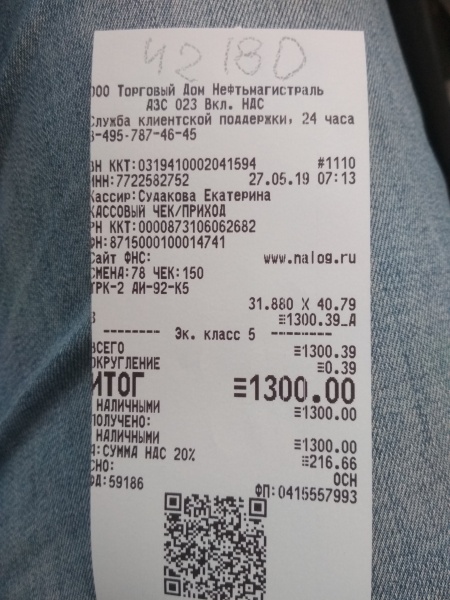 42180
ООО Торговый Дом Нефтьмагистраль
АЗС 023 Вкл. НДС
Служба клиентской поддержки, 24 часа
8-495-787-46-45
ЗН ККТ:0319410002041594 #1110
ИНН:7722582752 27.05.19 07:13
Кассир:Судакова Екатерина
КАССОВЫЙ ЧЕК/ПРИХОД
РН ККТ:0000873106062682
ФН:8715000100014741
Сайт ФНС: www.nalog.ru
СМЕНА:78 ЧЕК:150
ТРК-2 АИ-92-К5
31.880 X 40.79
≡1300.39_А
Эк. класс 5
ВСЕГО ≡1300.39
ОКРУГЛЕНИЕ ≡0.39
ИТОГ ≡1300.00
НАЛИЧНЫМИ ≡1300.00
ПОЛУЧЕНО:
НАЛИЧНЫМИ ≡1300.00
А:СУММА НДС 20% ≡216.66
СНО: ОСН
ФД:59186 ФП:0415557993